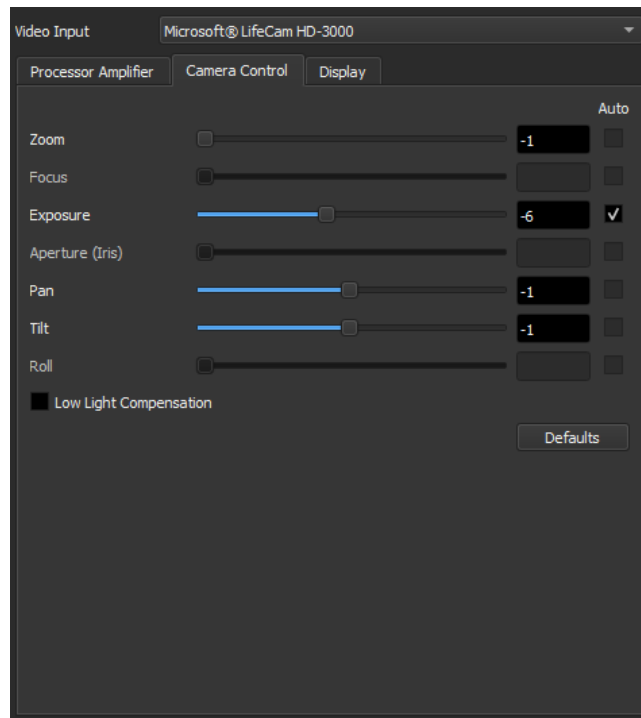 Video Input Microsoft® LifeCam HD-3000
Processor Amplifier Camera Control Display
Auto
Zoom -1
Focus
Exposure -6
Aperture (Iris)
Pan -1
Tilt -1
Roll
Low Light Compensation
Defaults